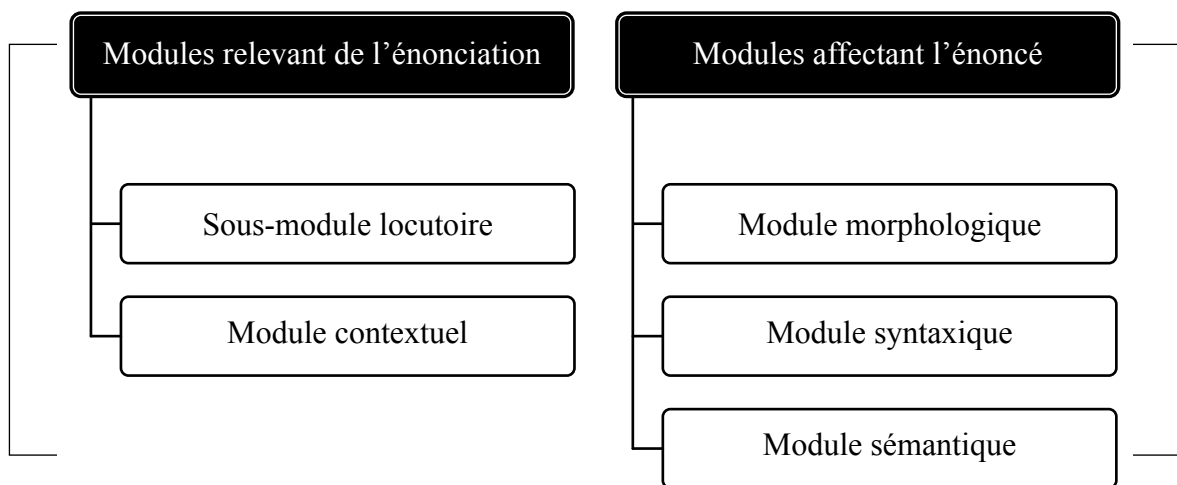 Modules relevant de l’énonciation
Sous-module locutoire
Module contextuel
Modules affectant l’énoncé
Module morphologique
Module syntaxique
Module sémantique